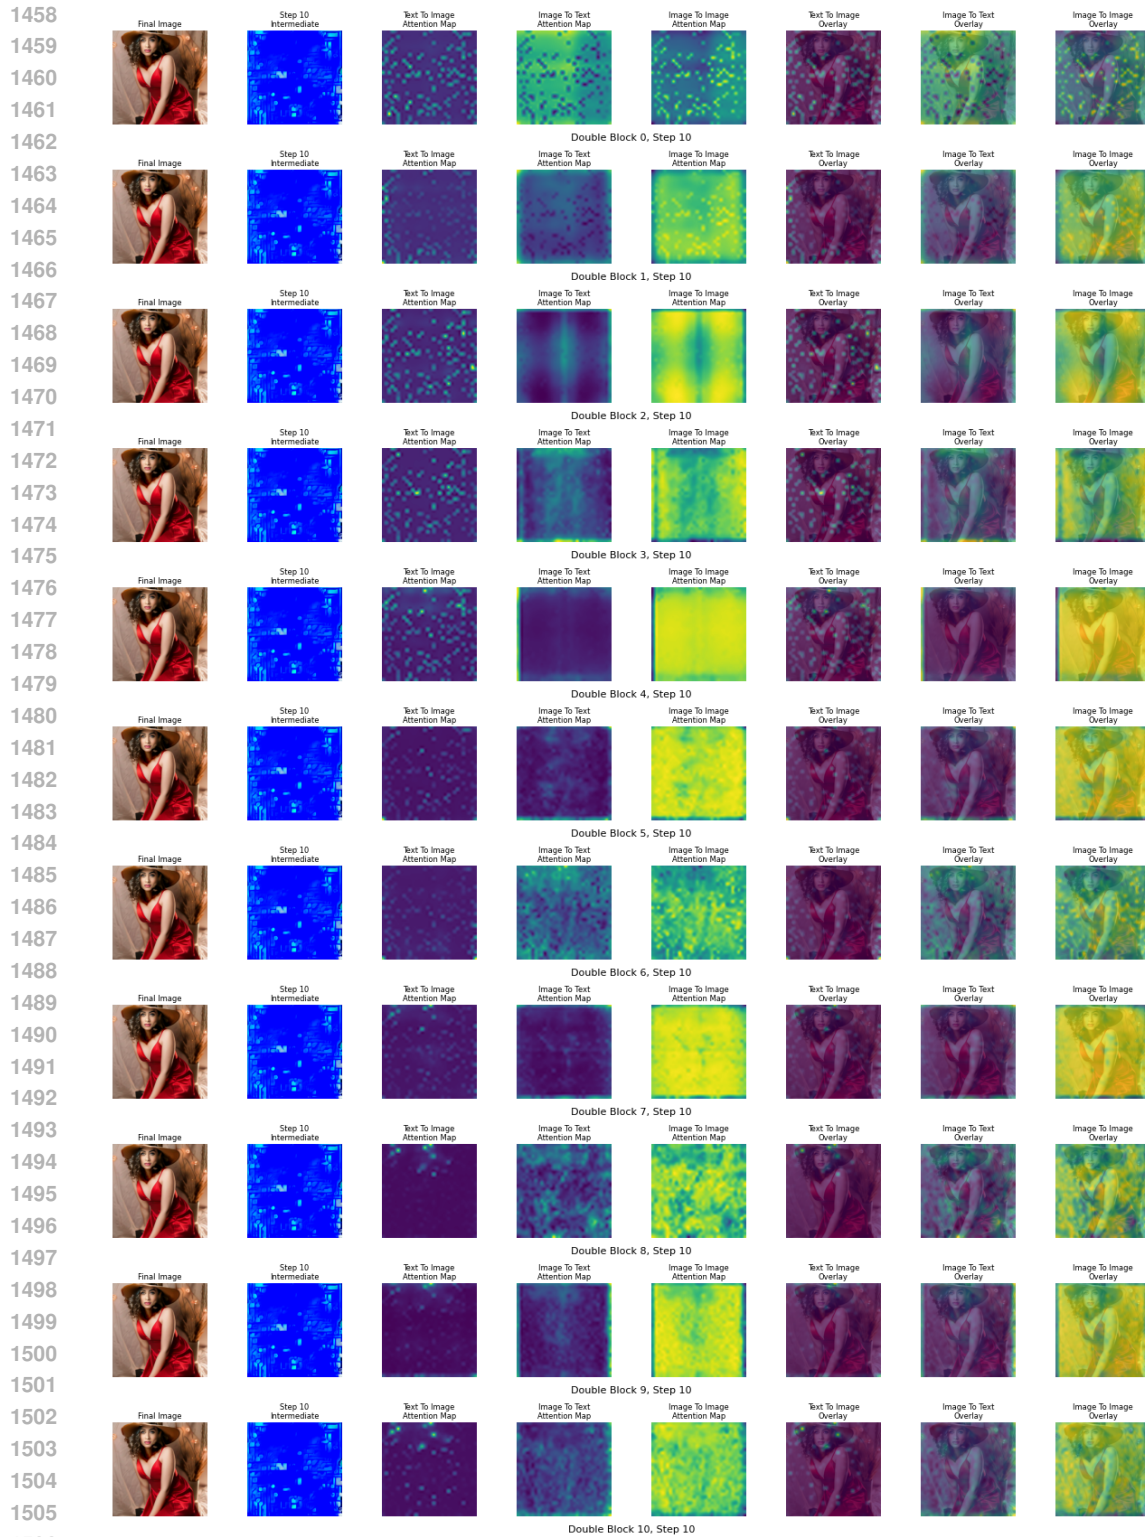 1458
1459
1460
1461
1462
1463
1464
1465
1466
1467
1468
1469
1470
1471
1472
1473
1474
1475
1476
1477
1478
1479
1480
1481
1482
1483
1484
1485
1486
1487
1488
1489
1490
1491
1492
1493
1494
1495
1496
1497
1498
1499
1500
1501
1502
1503
1504
1505
Step 10 Text To Image Image To Text Image To Image Text To Image Image To Text Image To Image
Final Image Intermediate Attention Map Attention Map Attention Map Overlay Overlay Overlay
Double Block 0, Step 10
Step 10 Text To Image Image To Text Image To Image Text To Image Image To Text Image To Image
Final Image Intermediate Attention Map Attention Map Attention Map Overlay Overlay Overlay
Double Block 1, Step 10
Step 10 Text To Image Image To Text Image To Image Text To Image Image To Text Image To Image
Final Image Intermediate Attention Map Attention Map Attention Map Overlay Overlay Overlay
Double Block 2, Step 10
Step 10 Text To Image Image To Text Image To Image Text To Image Image To Text Image To Image
Final Image Intermediate Attention Map Attention Map Attention Map Overlay Overlay Overlay
Double Block 3, Step 10
Step 10 Text To Image Image To Text Image To Image Text To Image Image To Text Image To Image
Final Image Intermediate Attention Map Attention Map Attention Map Overlay Overlay Overlay
Double Block 4, Step 10
Step 10 Text To Image Image To Text Image To Image Text To Image Image To Text Image To Image
Final Image Intermediate Attention Map Attention Map Attention Map Overlay Overlay Overlay
Double Block 5, Step 10
Step 10 Text To Image Image To Text Image To Image Text To Image Image To Text Image To Image
Final Image Intermediate Attention Map Attention Map Attention Map Overlay Overlay Overlay
Double Block 6, Step 10
Step 10 Text To Image Image To Text Image To Image Text To Image Image To Text Image To Image
Final Image Intermediate Attention Map Attention Map Attention Map Overlay Overlay Overlay
Double Block 7, Step 10
Step 10 Text To Image Image To Text Image To Image Text To Image Image To Text Image To Image
Final Image Intermediate Attention Map Attention Map Attention Map Overlay Overlay Overlay
Double Block 8, Step 10
Step 10 Text To Image Image To Text Image To Image Text To Image Image To Text Image To Image
Final Image Intermediate Attention Map Attention Map Attention Map Overlay Overlay Overlay
Double Block 9, Step 10
Step 10 Text To Image Image To Text Image To Image Text To Image Image To Text Image To Image
Final Image Intermediate Attention Map Attention Map Attention Map Overlay Overlay Overlay
Double Block 10, Step 10